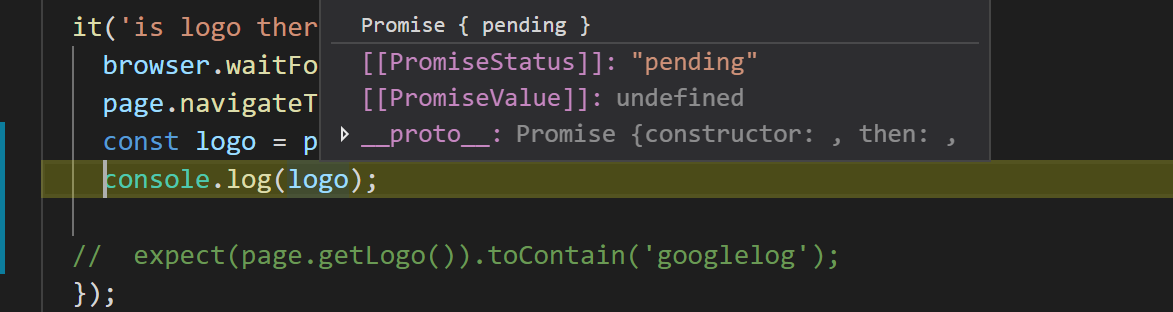 it('is logo ther
Promise { pending }
browser.waitFo
[[PromiseStatus]]: "pending"
page.navigateT
[[PromiseValue]]: undefined
const logo = p
__proto__: Promise {constructor: , then: ,
console.log(logo);
//  expect(page.getLogo()).toContain('googlelog');
});